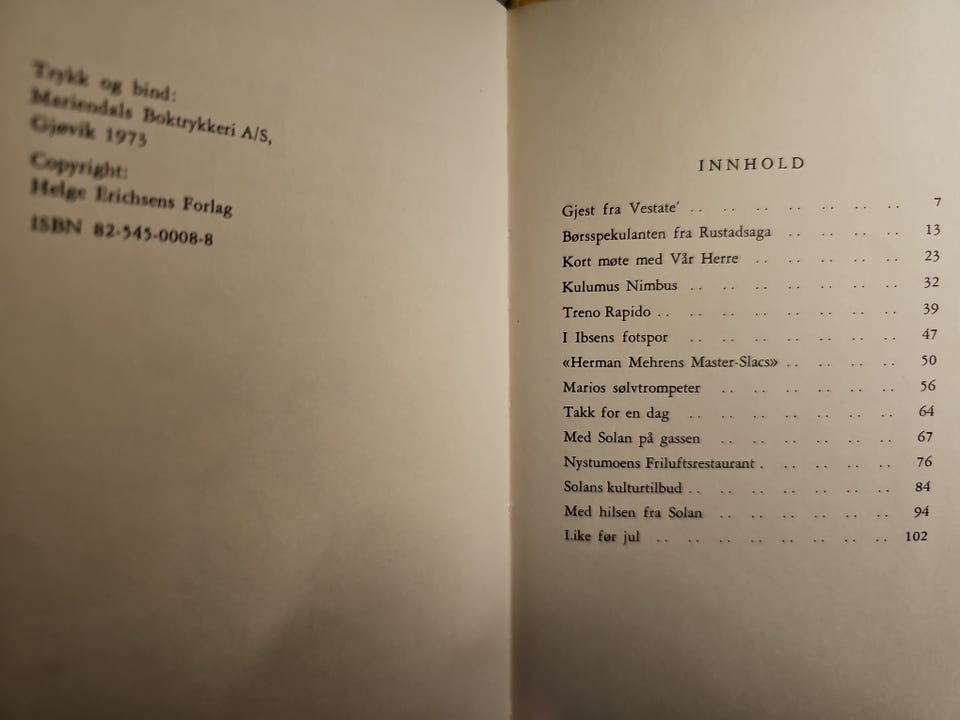 Trykk og bind:
Mariendals Boktrykkeri A/S,
Gjøvik 1973
Copyright:
Helge Erichsens Forlag
ISBN 82-545-0008-8
INNHOLD
Gjest fra Vestate' .. .. .. .. .. .. .. 7
Børsspekulanten fra Rustadsaga .. .. .. .. 13
Kort møte med Vår Herre .. .. .. .. .. 23
Kulumus Nimbus .. .. .. .. .. .. .. 32
Treno Rapido .. .. .. .. .. .. .. .. 39
I Ibsens fotspor .. .. .. .. .. .. .. 47
«Herman Mehrens Master-Slacs» .. .. .. .. 50
Marios sølvtrompeter .. .. .. .. .. .. 56
Takk for en dag .. .. .. .. .. .. .. 64
Med Solan på gassen .. .. .. .. .. .. 67
Nystumoens Friluftsrestaurant . .. .. .. .. 76
Solans kulturtilbud .. .. .. .. .. .. .. 84
Med hilsen fra Solan .. .. .. .. .. .. 94
Like før jul .. .. .. .. .. .. .. .. 102